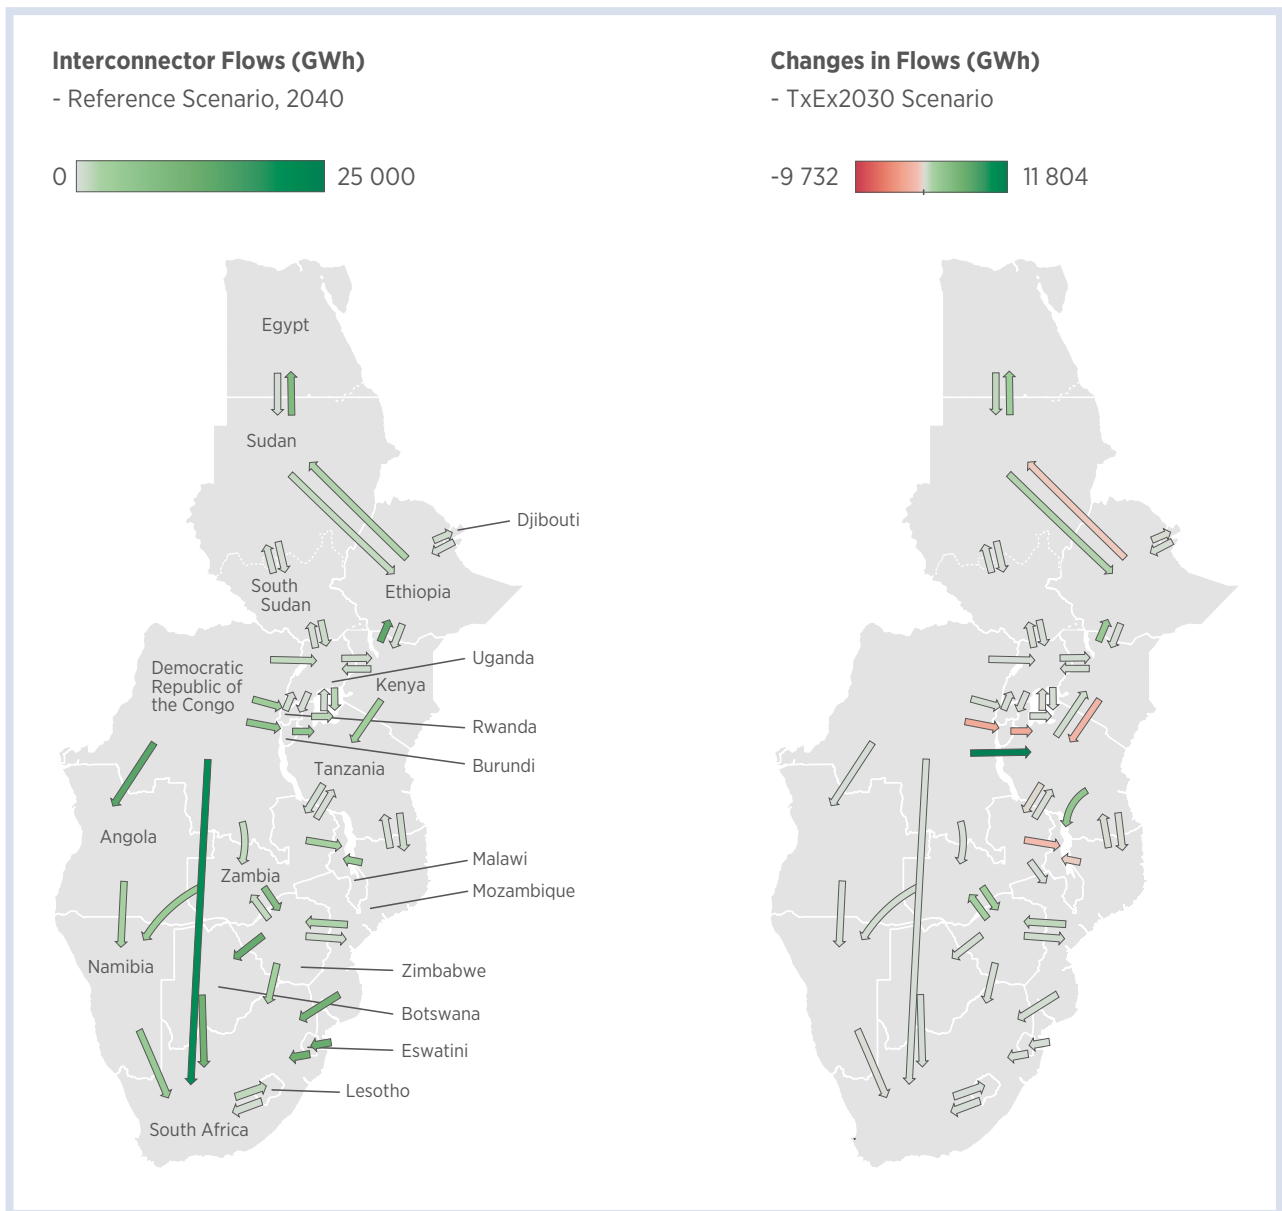 Interconnector Flows (GWh)
- Reference Scenario, 2040
0
25 000
Changes in Flows (GWh)
- TxEx2030 Scenario
-9 732
11 804
Egypt
Sudan
Djibouti
South
Sudan
Ethiopia
Democratic
Republic of
the Congo
Uganda
Kenya
Rwanda
Burundi
Tanzania
Angola
Zambia
Malawi
Mozambique
Namibia
Zimbabwe
Botswana
Eswatini
Lesotho
South Africa